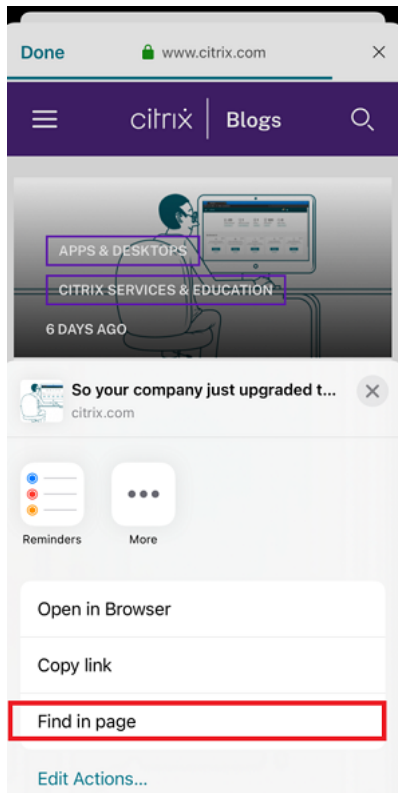 Done www.citrix.com
citrix Blogs
APPS & DESKTOPS
CITRIX SERVICES & EDUCATION
6 DAYS AGO
So your company just upgraded t...
citrix.com
Reminders More
Open in Browser
Copy link
Find in page
Edit Actions...